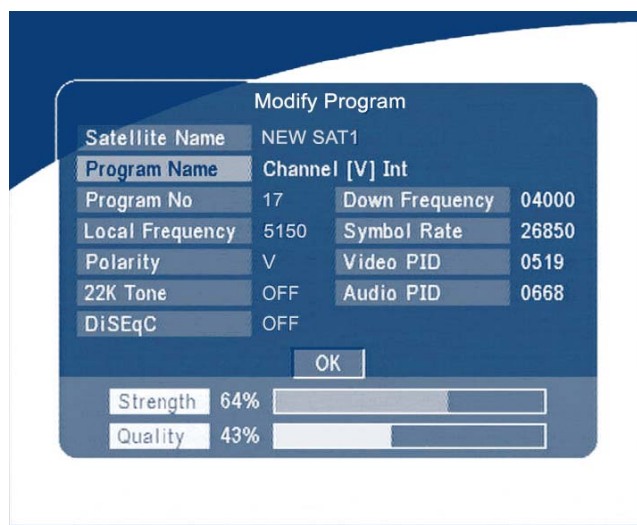 Modify Program
Satellite Name NEW SAT1
Program Name Channel [V] Int
Program No 17 Down Frequency 04000
Local Frequency 5150 Symbol Rate 26850
Polarity V Video PID 0519
22K Tone OFF Audio PID 0668
DiSEqC OFF
OK
Strength 64%
Quality 43%